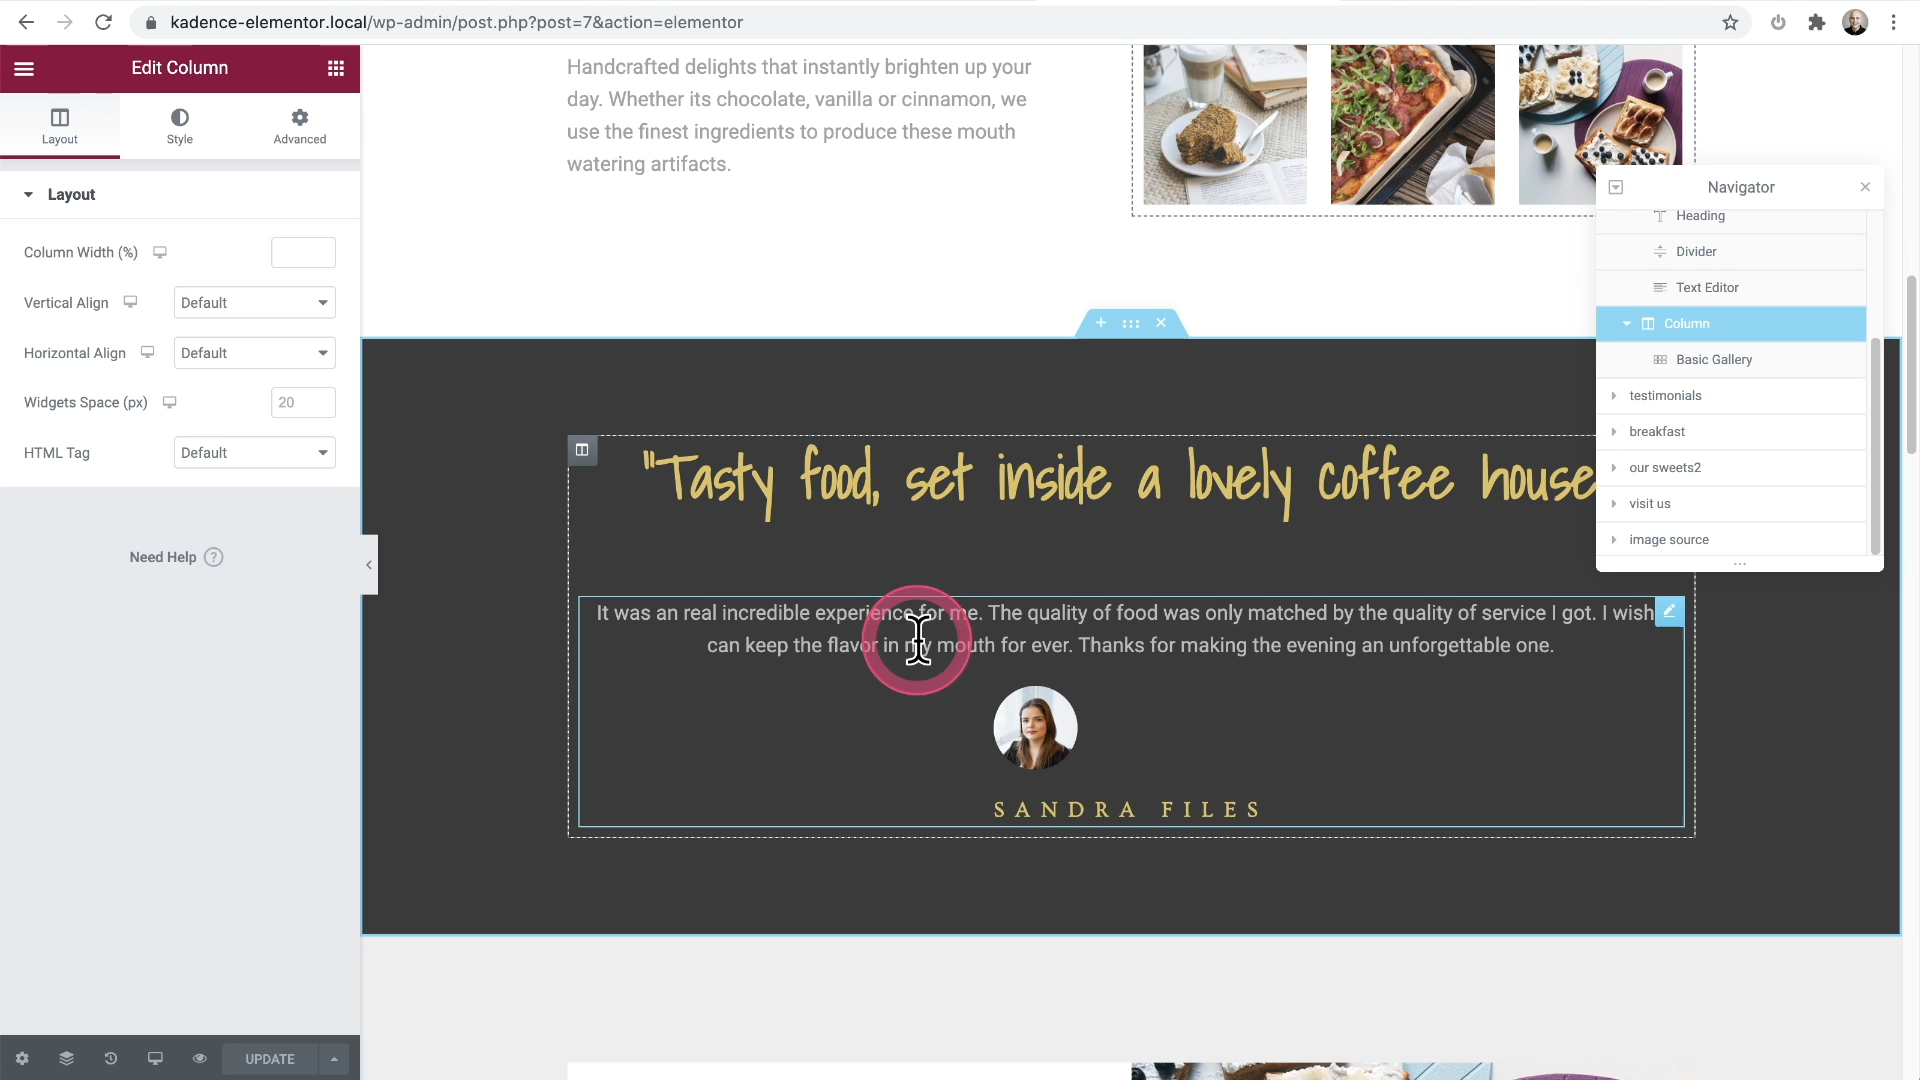 kadence-elementor.local/wp-admin/post.php?post=7&action=elementor
Edit Column
Layout
Style
Advanced
Layout
Column Width (%)
Vertical Align
Default
Horizontal Align
Default
Widgets Space (px)
20
HTML Tag
Default
Need Help ?
UPDATE
Handcrafted delights that instantly brighten up your
day. Whether its chocolate, vanilla or cinnamon, we
use the finest ingredients to produce these mouth
watering artifacts.
"Tasty food, set inside a lovely coffee house
It was an real incredible experience for me. The quality of food was only matched by the quality of service I got. I wish
can keep the flavor in my mouth for ever. Thanks for making the evening an unforgettable one.
SANDRA FILES
Navigator
Heading
Divider
Text Editor
Column
Basic Gallery
testimonials
breakfast
our sweets2
visit us
image source